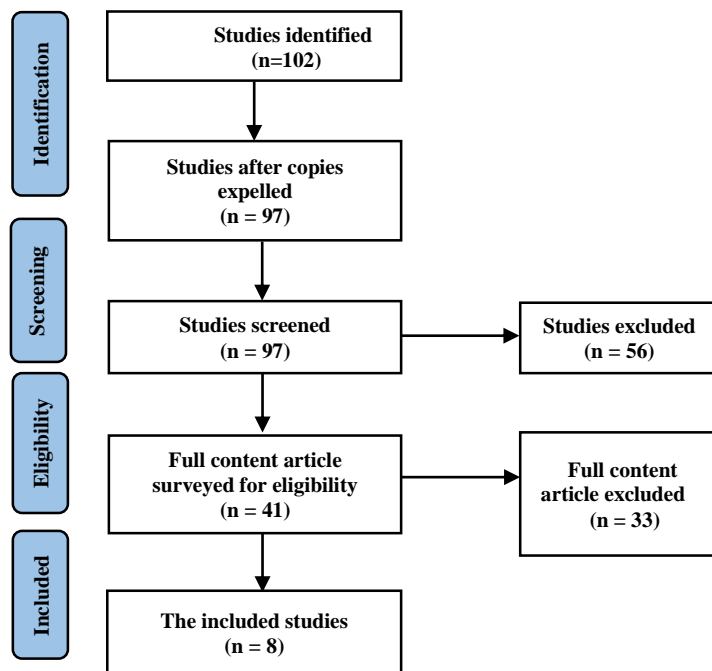 Identification
Studies identified
(n=102)
Studies after copies
expelled
(n = 97)
Screening
Studies screened
(n = 97)
Studies excluded
(n = 56)
Eligibility
Full content article
surveyed for eligibility
(n = 41)
Full content
article excluded
(n = 33)
Included
The included studies
(n = 8)